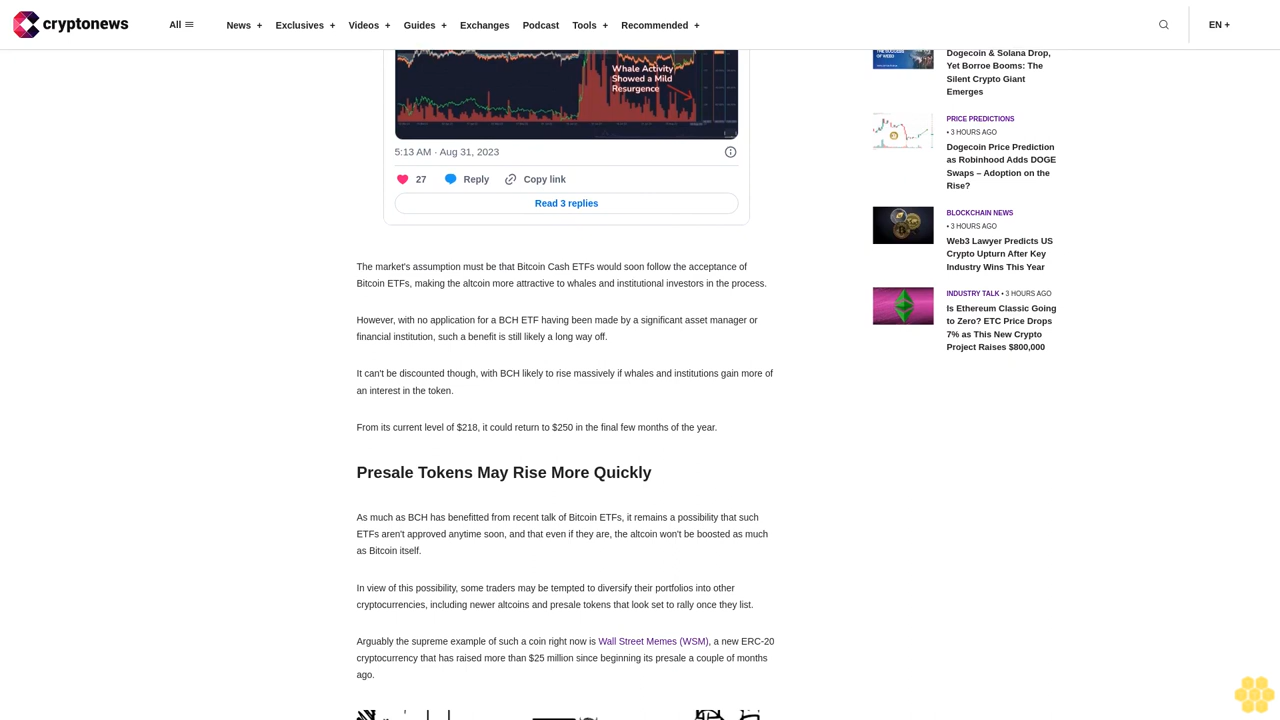 cryptonews
All
News +
Exclusives +
Videos +
Guides +
Exchanges
Podcast
Tools +
Recommended +
EN +
Whale Activity
Showed a Mild
Resurgence
5:13 AM · Aug 31, 2023
27
Reply
Copy link
Read 3 replies
The market's assumption must be that Bitcoin Cash ETFs would soon follow the acceptance of
Bitcoin ETFs, making the altcoin more attractive to whales and institutional investors in the process.
However, with no application for a BCH ETF having been made by a significant asset manager or
financial institution, such a benefit is still likely a long way off.
It can't be discounted though, with BCH likely to rise massively if whales and institutions gain more of
an interest in the token.
From its current level of $218, it could return to $250 in the final few months of the year.
Presale Tokens May Rise More Quickly
As much as BCH has benefitted from recent talk of Bitcoin ETFs, it remains a possibility that such
ETFs aren't approved anytime soon, and that even if they are, the altcoin won't be boosted as much
as Bitcoin itself.
In view of this possibility, some traders may be tempted to diversify their portfolios into other
cryptocurrencies, including newer altcoins and presale tokens that look set to rally once they list.
Arguably the supreme example of such a coin right now is Wall Street Memes (WSM), a new ERC-20
cryptocurrency that has raised more than $25 million since beginning its presale a couple of months
ago.
Dogecoin & Solana Drop,
Yet Borroe Booms: The
Silent Crypto Giant
Emerges
PRICE PREDICTIONS
• 3 HOURS AGO
Dogecoin Price Prediction
as Robinhood Adds DOGE
Swaps – Adoption on the
Rise?
BLOCKCHAIN NEWS
• 3 HOURS AGO
Web3 Lawyer Predicts US
Crypto Upturn After Key
Industry Wins This Year
INDUSTRY TALK • 3 HOURS AGO
Is Ethereum Classic Going
to Zero? ETC Price Drops
7% as This New Crypto
Project Raises $800,000